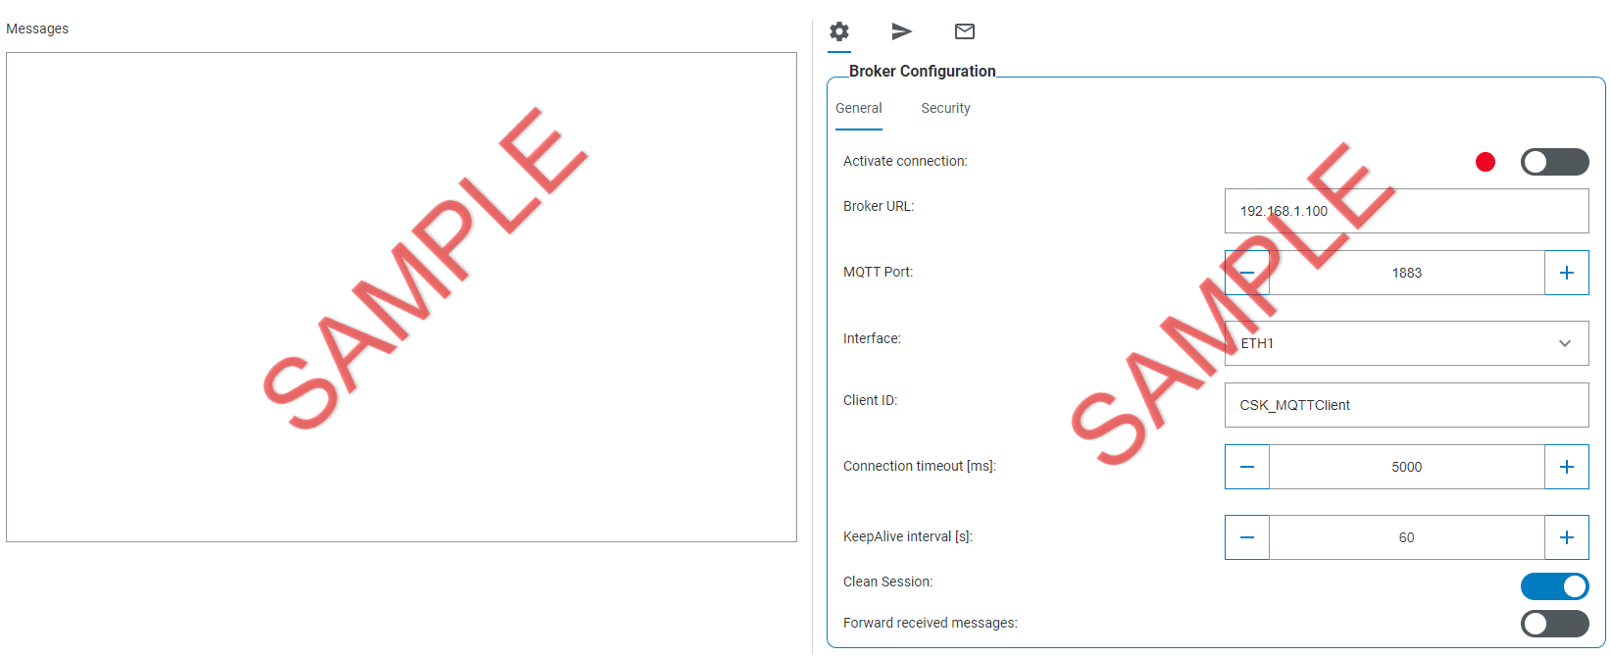 Messages
SAMPLE
Broker Configuration
General Security
Activate connection:
Broker URL: 192.168.1.100
MQTT Port: − 1883 +
Interface: ETH1
Client ID: CSK_MQTTClient
Connection timeout [ms]: − 5000 +
KeepAlive interval [s]: − 60 +
Clean Session:
Forward received messages:
SAMPLE